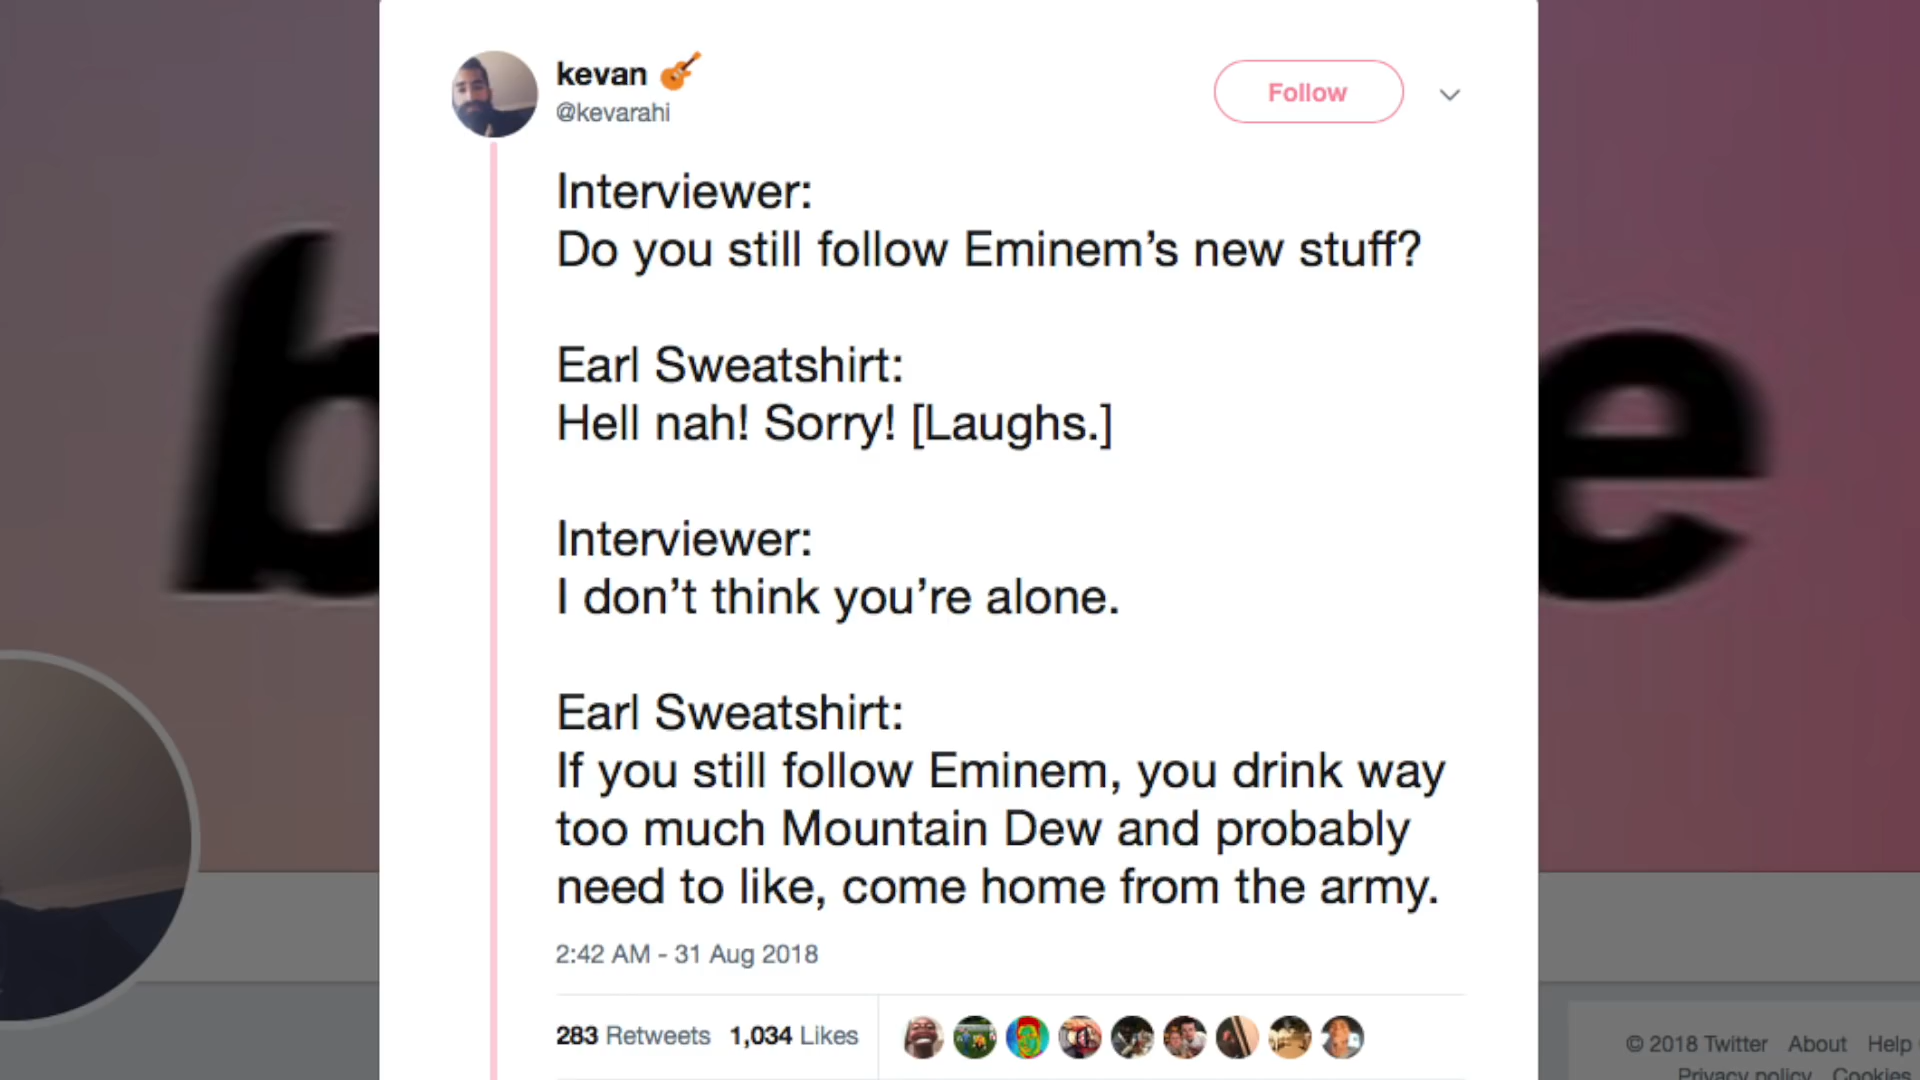 kevan
@kevarahi
Follow
Interviewer:
Do you still follow Eminem’s new stuff?
Earl Sweatshirt:
Hell nah! Sorry! [Laughs.]
Interviewer:
I don’t think you’re alone.
Earl Sweatshirt:
If you still follow Eminem, you drink way
too much Mountain Dew and probably
need to like, come home from the army.
2:42 AM - 31 Aug 2018
283 Retweets 1,034 Likes
b
e
© 2018 Twitter About Help
Privacy policy Cookies